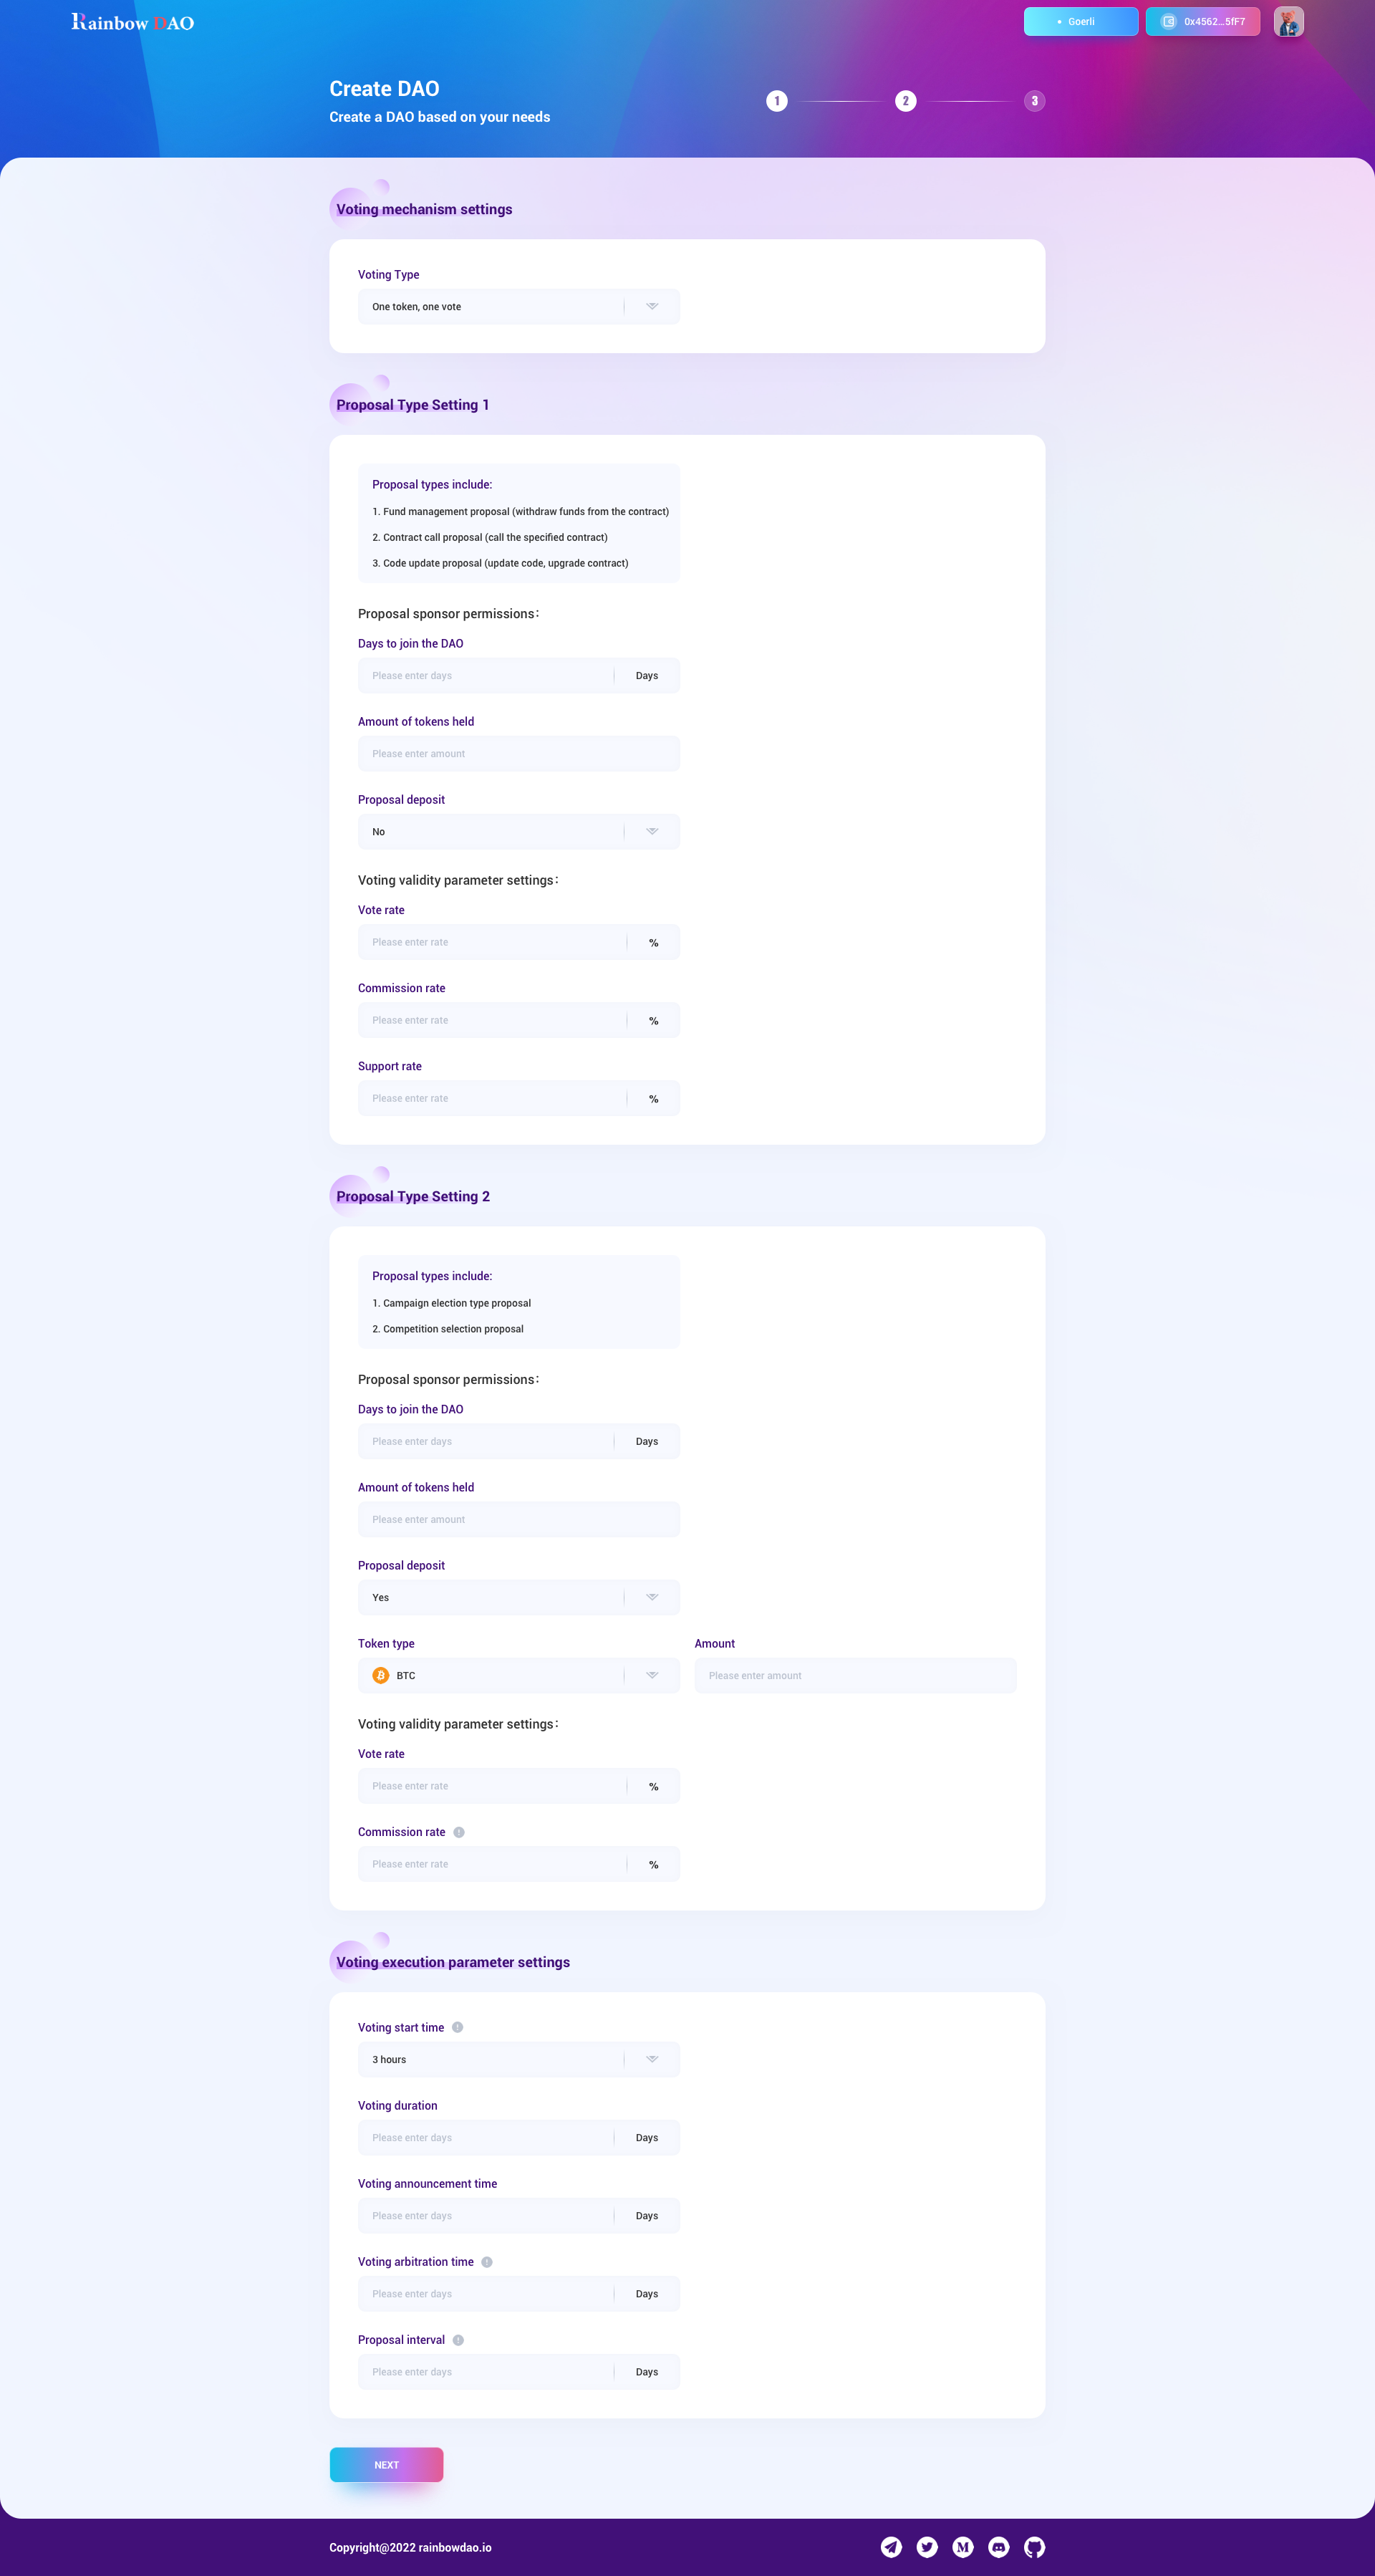 Rainbow DAO
Goerli
0x4562...5fF7
Create DAO
Create a DAO based on your needs
1
2
3
Voting mechanism settings
Voting Type
One token, one vote
Proposal Type Setting 1
Proposal types include:
1. Fund management proposal (withdraw funds from the contract)
2. Contract call proposal (call the specified contract)
3. Code update proposal (update code, upgrade contract)
Proposal sponsor permissions:
Days to join the DAO
Please enter days Days
Amount of tokens held
Please enter amount
Proposal deposit
No
Voting validity parameter settings:
Vote rate
Please enter rate %
Commission rate
Please enter rate %
Support rate
Please enter rate %
Proposal Type Setting 2
Proposal types include:
1. Campaign election type proposal
2. Competition selection proposal
Proposal sponsor permissions:
Days to join the DAO
Please enter days Days
Amount of tokens held
Please enter amount
Proposal deposit
Yes
Token type
BTC
Amount
Please enter amount
Voting validity parameter settings:
Vote rate
Please enter rate %
Commission rate
Please enter rate %
Voting execution parameter settings
Voting start time
3 hours
Voting duration
Please enter days Days
Voting announcement time
Please enter days Days
Voting arbitration time
Please enter days Days
Proposal interval
Please enter days Days
NEXT
Copyright@2022 rainbowdao.io